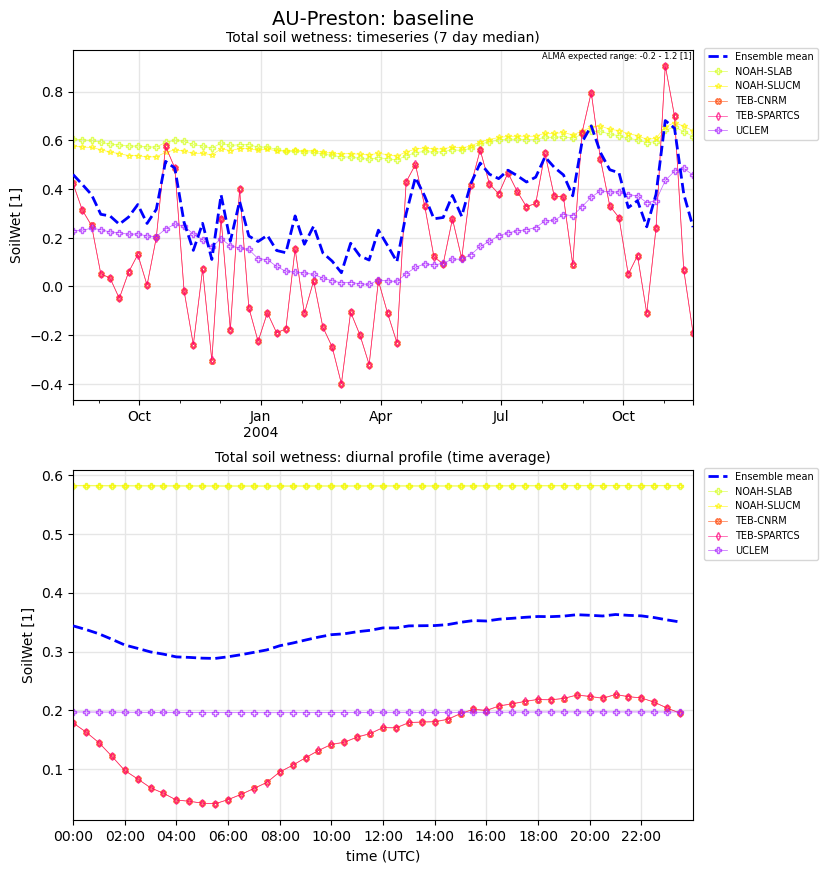 AU-Preston: baseline
Total soil wetness: timeseries (7 day median)
ALMA expected range: -0.2 - 1.2 [1]
SoilWet [1]
0.8
0.6
0.4
0.2
0.0
−0.2
−0.4
Oct
Jan
2004
Apr
Jul
Oct
Ensemble mean
NOAH-SLAB
NOAH-SLUCM
TEB-CNRM
TEB-SPARTCS
UCLEM
Total soil wetness: diurnal profile (time average)
SoilWet [1]
0.6
0.5
0.4
0.3
0.2
0.1
00:00
02:00
04:00
06:00
08:00
10:00
12:00
14:00
16:00
18:00
20:00
22:00
time (UTC)
Ensemble mean
NOAH-SLAB
NOAH-SLUCM
TEB-CNRM
TEB-SPARTCS
UCLEM